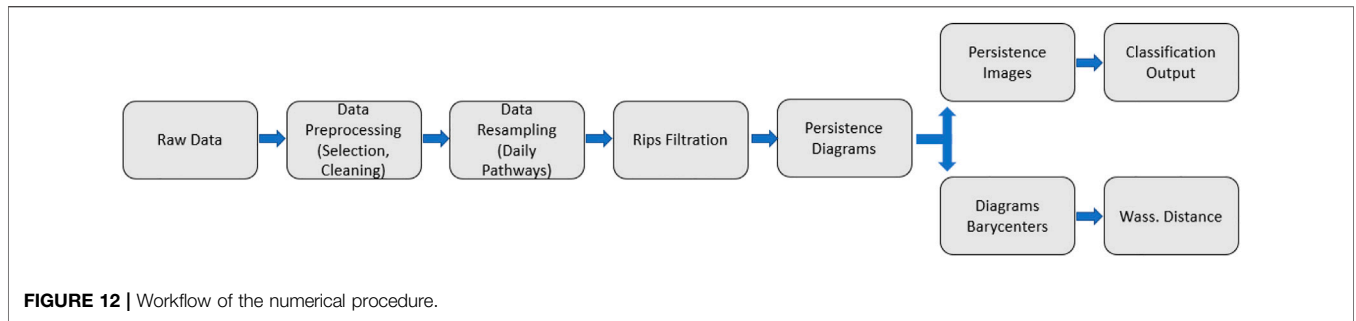 Raw Data
Data
Preprocessing
(Selection,
Cleaning)
Data
Resampling
(Daily
Pathways)
Rips Filtration
Persistence
Diagrams
Persistence
Images
Classification
Output
Diagrams
Barycenters
Wass. Distance
FIGURE 12 | Workflow of the numerical procedure.